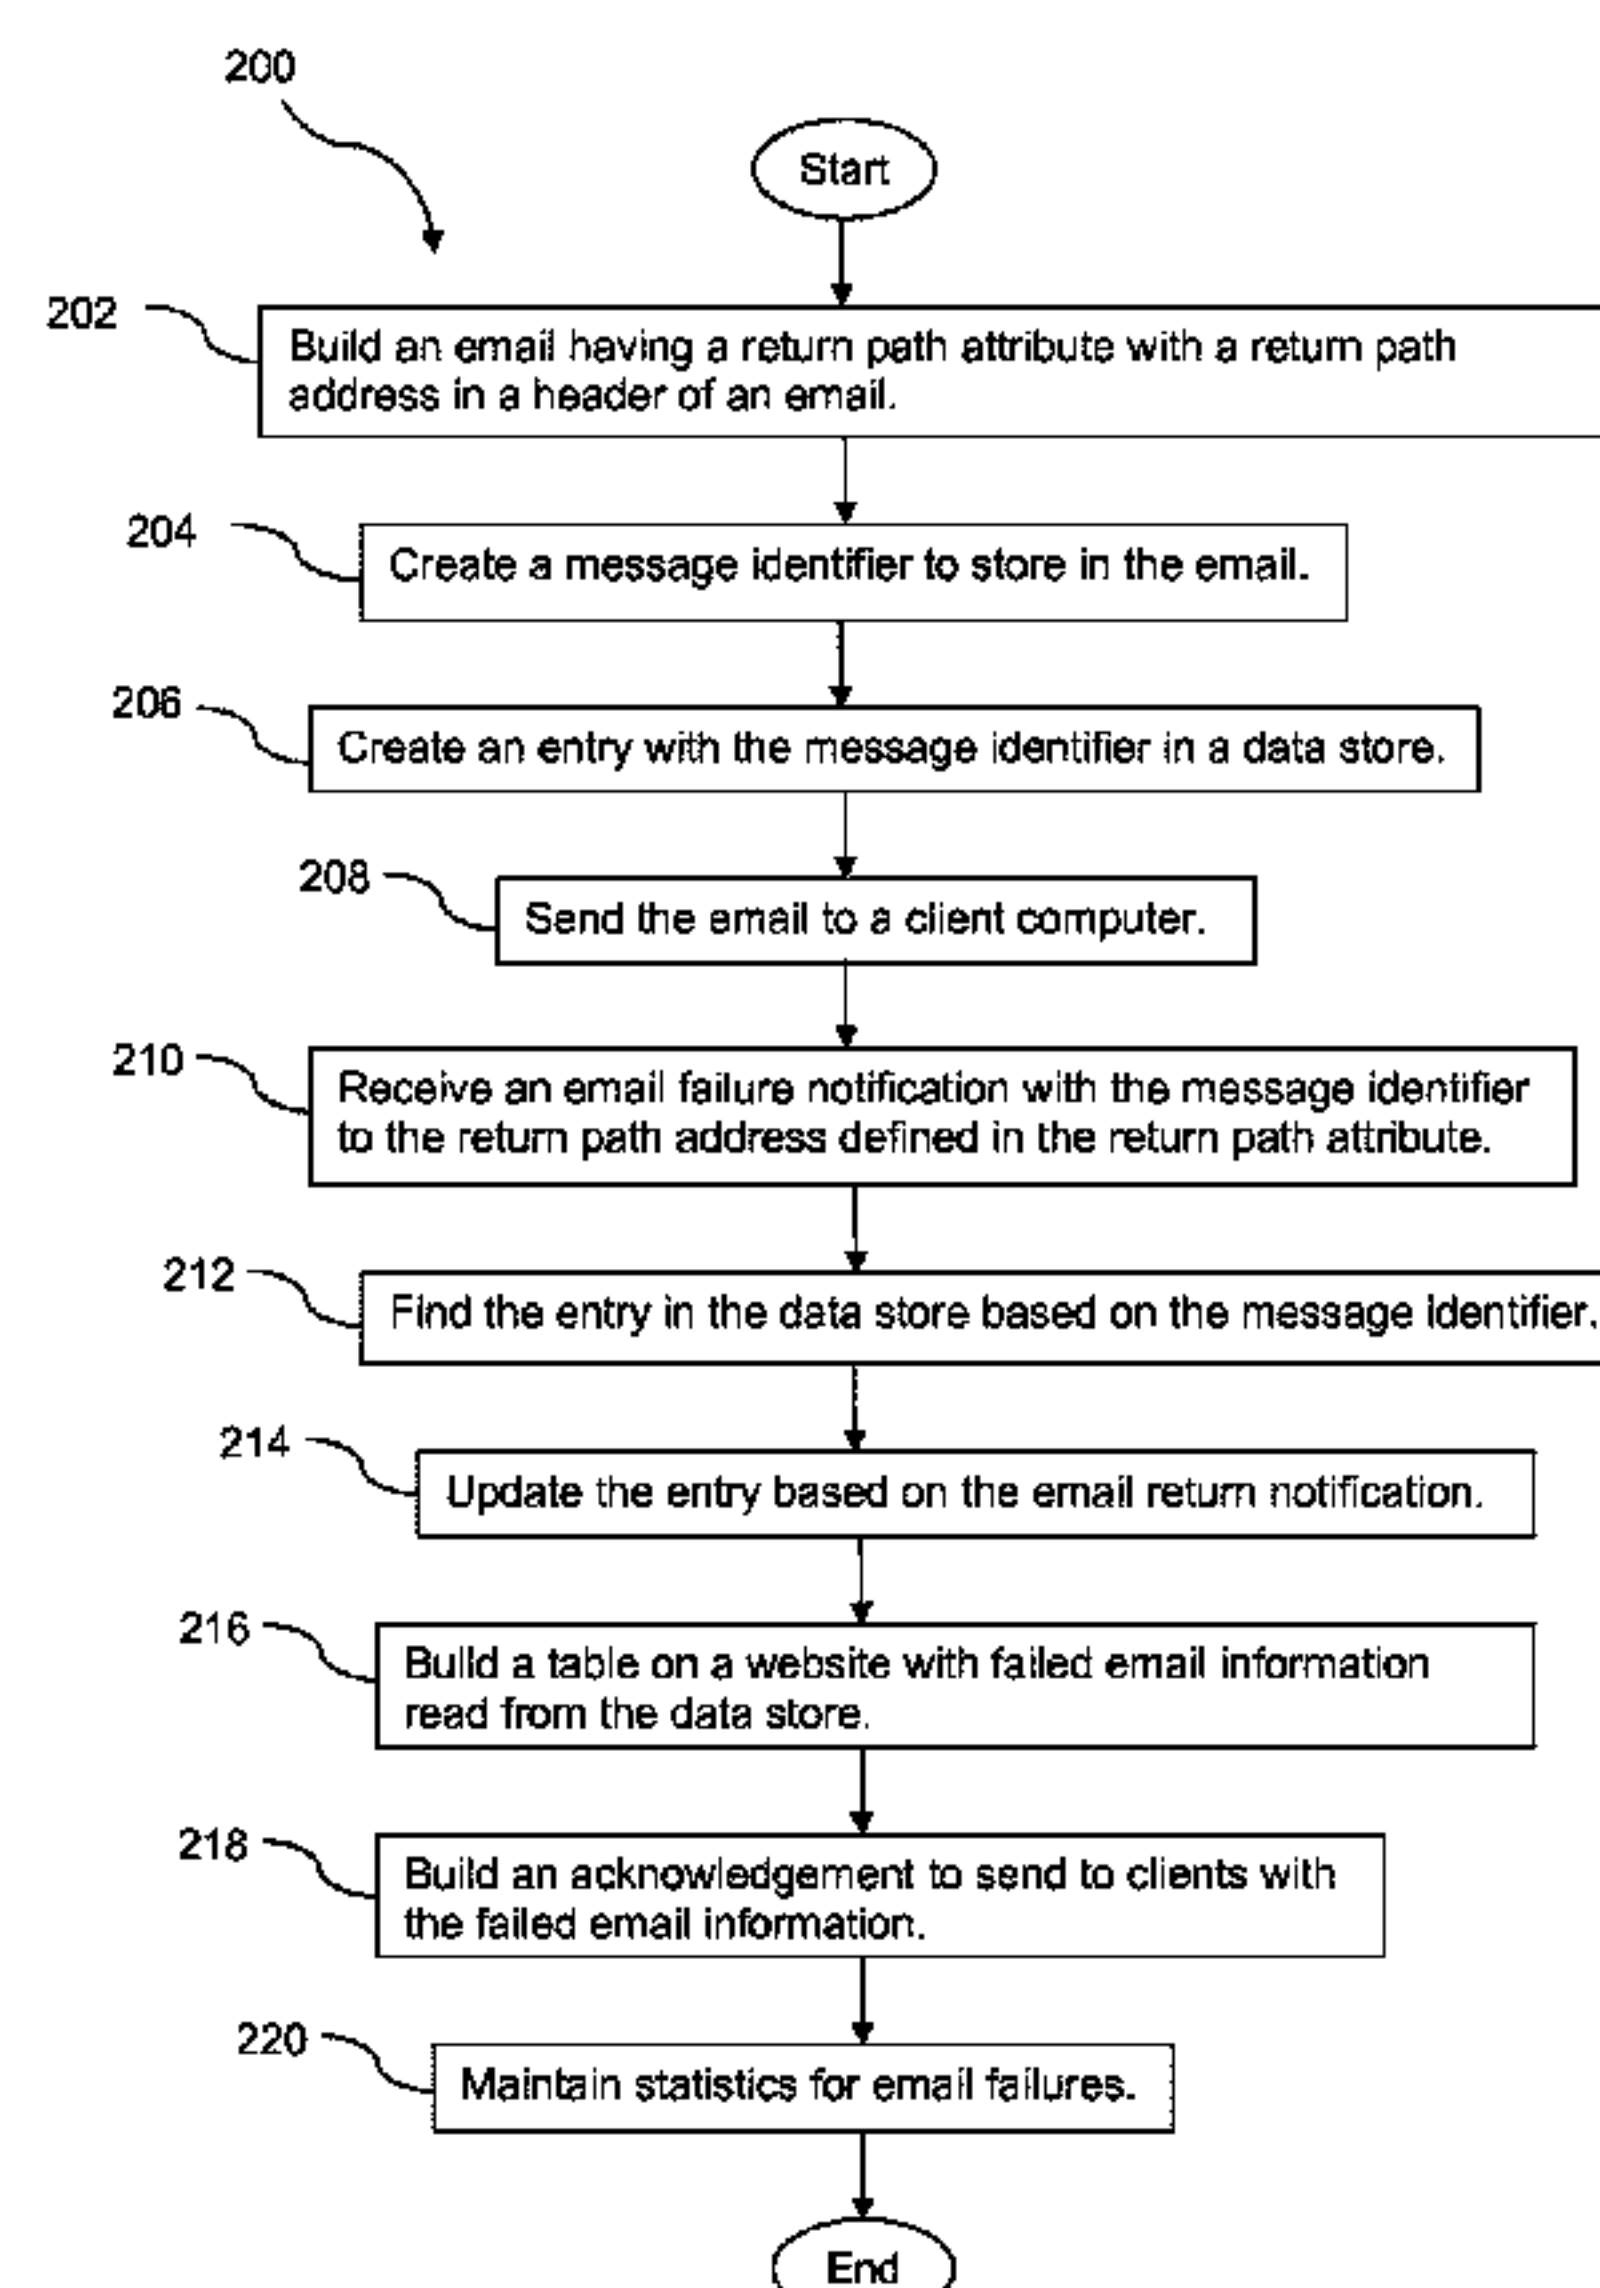 200
Start
202
Build an email having a return path attribute with a return path
address in a header of an email.
204
Create a message identifier to store in the email.
206
Create an entry with the message identifier in a data store.
208
Send the email to a client computer.
210
Receive an email failure notification with the message identifier
to the return path address defined in the return path attribute.
212
Find the entry in the data store based on the message identifier.
214
Update the entry based on the email return notification.
216
Build a table on a website with failed email information
read from the data store.
218
Build an acknowledgement to send to clients with
the failed email information.
220
Maintain statistics for email failures.
End